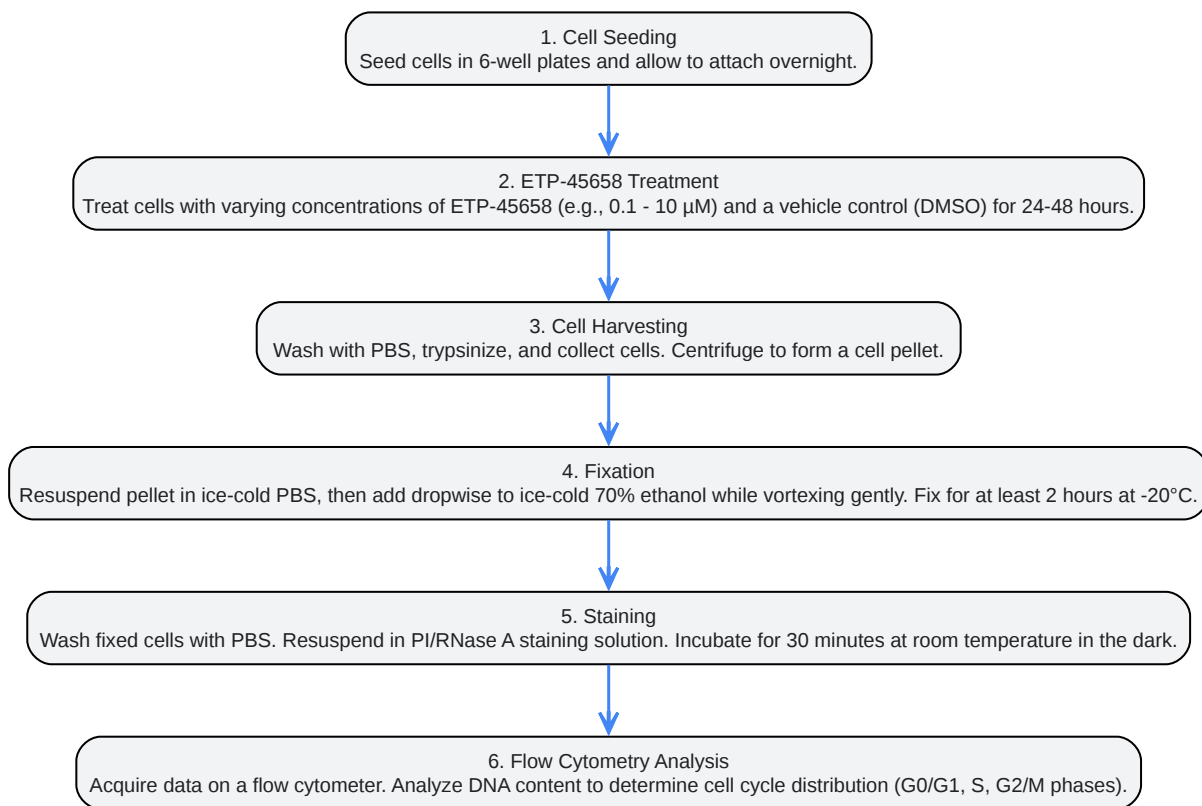 1. Cell Seeding
Seed cells in 6-well plates and allow to attach overnight.
2. ETP-45658 Treatment
Treat cells with varying concentrations of ETP-45658 (e.g., 0.1 - 10 µM) and a vehicle control (DMSO) for 24-48 hours.
3. Cell Harvesting
Wash with PBS, trypsinize, and collect cells. Centrifuge to form a cell pellet.
4. Fixation
Resuspend pellet in ice-cold PBS, then add dropwise to ice-cold 70% ethanol while vortexing gently. Fix for at least 2 hours at -20°C.
5. Staining
Wash fixed cells with PBS. Resuspend in PI/RNase A staining solution. Incubate for 30 minutes at room temperature in the dark.
6. Flow Cytometry Analysis
Acquire data on a flow cytometer. Analyze DNA content to determine cell cycle distribution (G0/G1, S, G2/M phases).